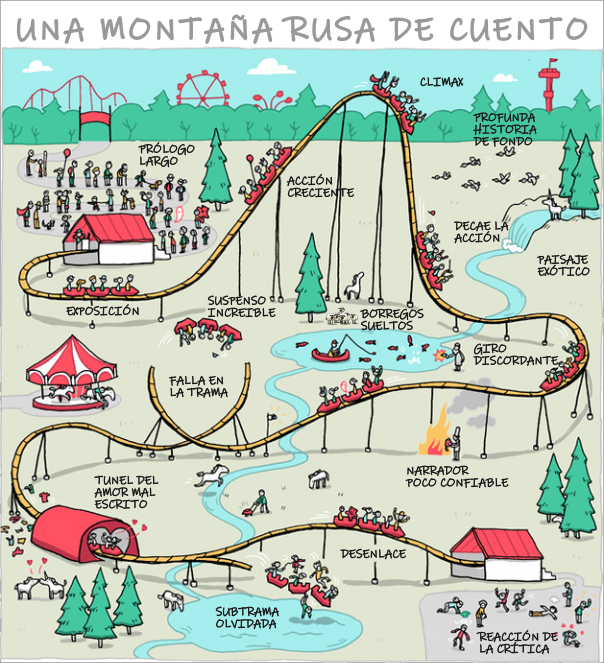 UNA MONTAÑA RUSA DE CUENTO
CLIMAX
PROFUNDA
HISTORIA
DE FONDO
PRÓLOGO
LARGO
ACCIÓN
CRECIENTE
DECAE LA
ACCIÓN
PAISAJE
EXÓTICO
EXPOSICIÓN
SUSPENSO
INCREIBLE
BORREGOS
SUELTOS
GIRO
DISCORDANTE
FALLA EN
LA TRAMA
NARRADOR
POCO CONFIABLE
TUNEL DEL
AMOR MAL
ESCRITO
DESENLACE
SUBTRAMA
OLVIDADA
REACCIÓN DE
LA CRÍTICA